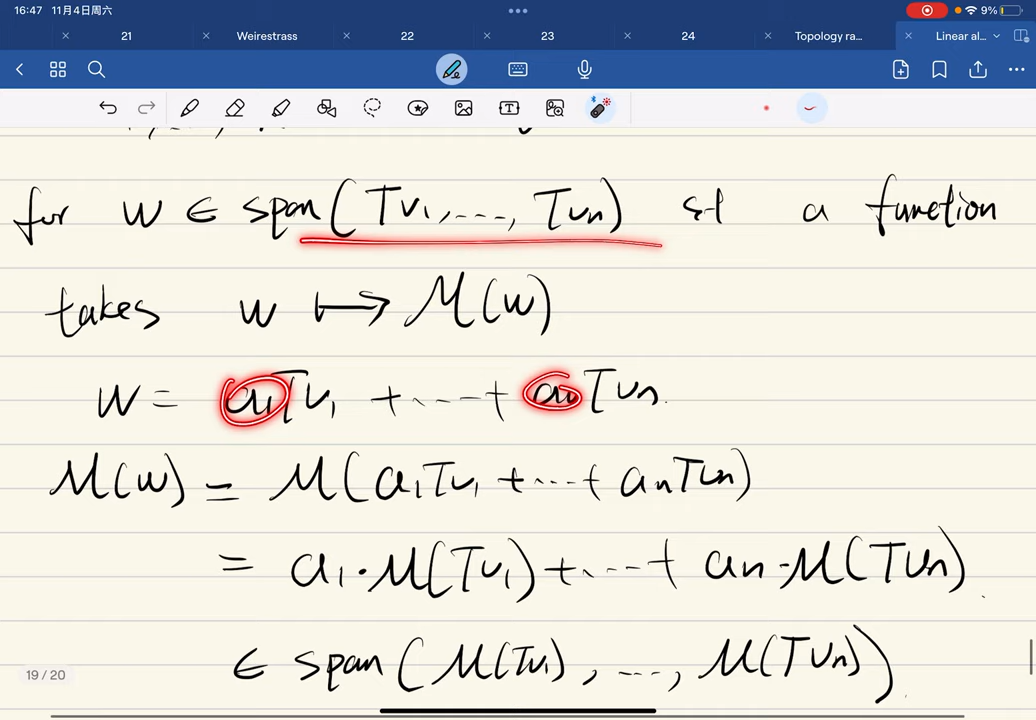 16:47 11月4日周六
9%
21 Weirestrass 22 23 24 Topology ra... Linear al...
for w ∈ span(Tv₁,...,Tvₙ) st a function
takes w ↦ M(w)
w = a₁Tv₁ +....+ aₙTvₙ.
M(w) = M(a₁Tv₁ +...+ aₙTvₙ)
= a₁·M(Tv₁)+....+ aₙ·M(Tvₙ).
∈ span(M(Tv₁),...,M(Tvₙ)).
19 / 20